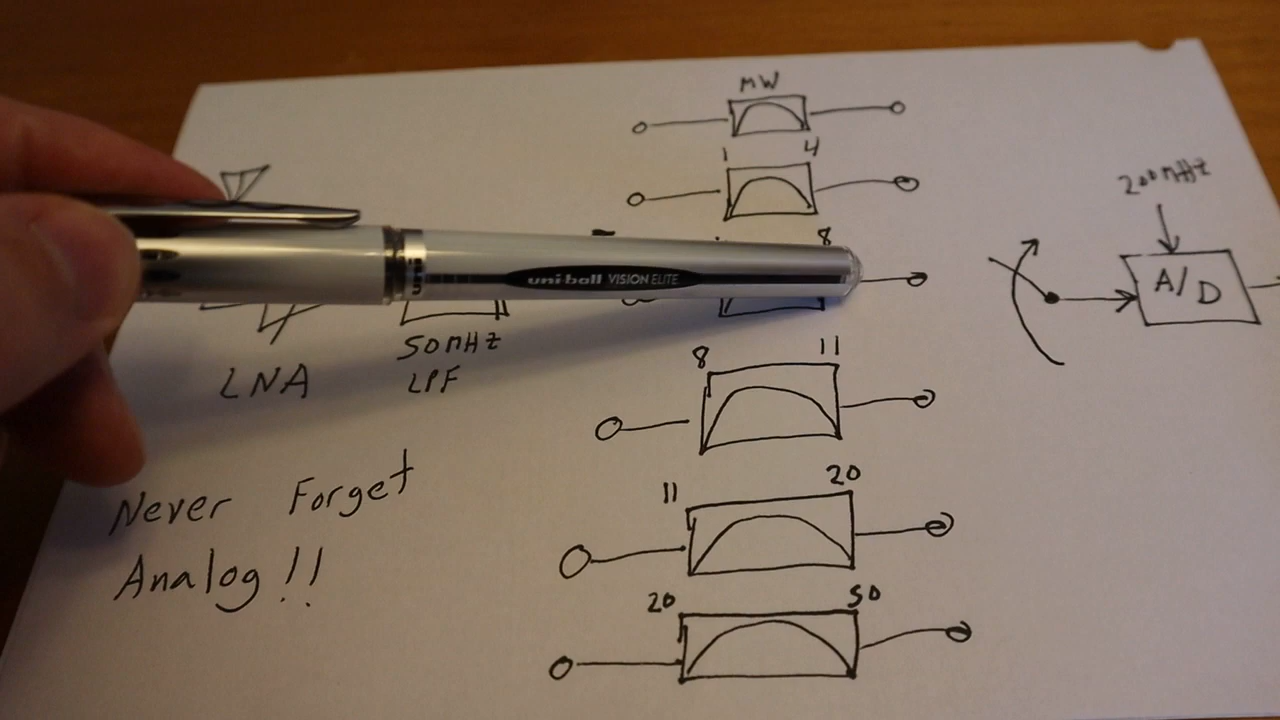 MW
1 4
8
200MHz
A/D
uni-ball VISION ELITE
50MHz
LPF
LNA
8 11
11 20
20 50
Never Forget
Analog!!